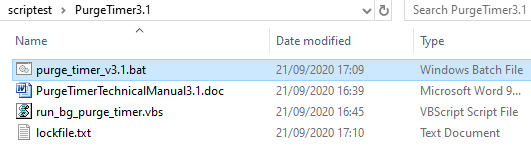 scriptest > PurgeTimer3.1 Search PurgeTimer3.1
Name Date modified Type
purge_timer_v3.1.bat 21/09/2020 17:09 Windows Batch File
PurgeTimerTechnicalManual3.1.doc 21/09/2020 16:39 Microsoft Word 9...
run_bg_purge_timer.vbs 21/09/2020 16:45 VBScript Script File
lockfile.txt 21/09/2020 17:10 Text Document